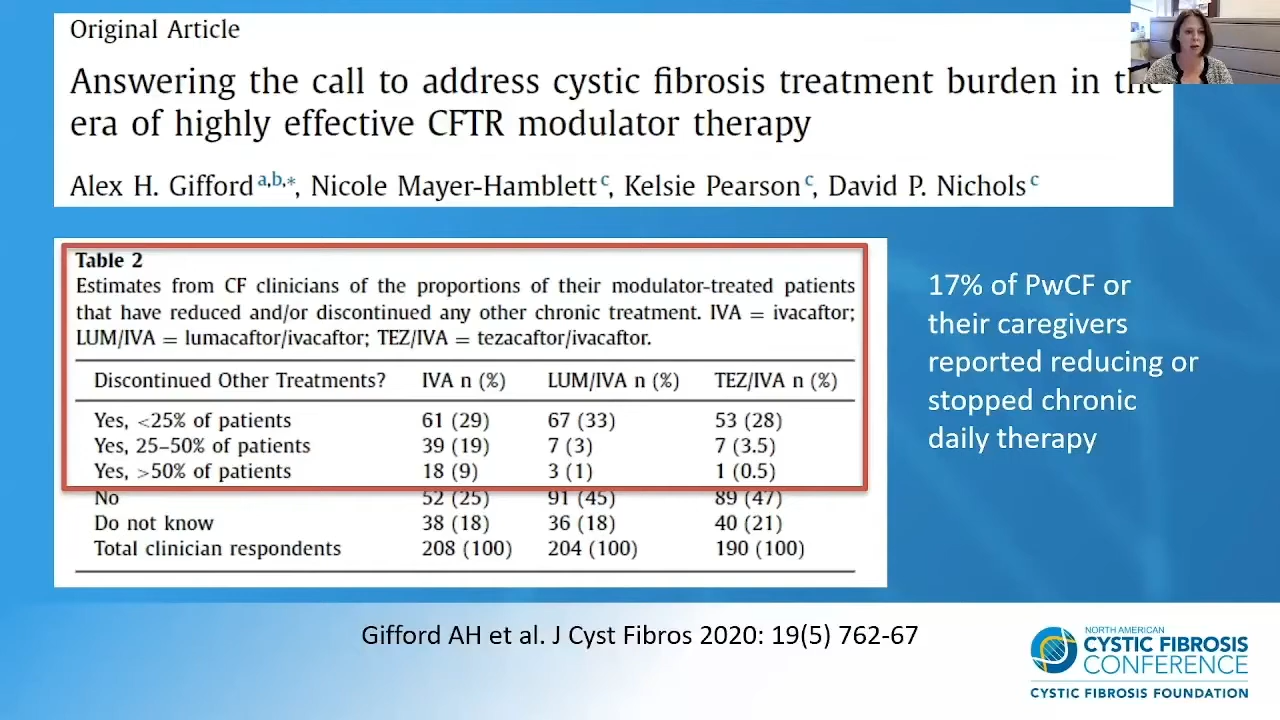 Original Article
Answering the call to address cystic fibrosis treatment burden in the
era of highly effective CFTR modulator therapy
Alex H. Gifford a,b,*, Nicole Mayer-Hamblett c, Kelsie Pearson c, David P. Nichols c
Table 2
Estimates from CF clinicians of the proportions of their modulator-treated patients
that have reduced and/or discontinued any other chronic treatment. IVA = ivacaftor;
LUM/IVA = lumacaftor/ivacaftor; TEZ/IVA = tezacaftor/ivacaftor.
Discontinued Other Treatments? IVA n (%) LUM/IVA n (%) TEZ/IVA n (%)
Yes, <25% of patients 61 (29) 67 (33) 53 (28)
Yes, 25–50% of patients 39 (19) 7 (3) 7 (3.5)
Yes, >50% of patients 18 (9) 3 (1) 1 (0.5)
No 52 (25) 91 (45) 89 (47)
Do not know 38 (18) 36 (18) 40 (21)
Total clinician respondents 208 (100) 204 (100) 190 (100)
17% of PwCF or
their caregivers
reported reducing or
stopped chronic
daily therapy
Gifford AH et al. J Cyst Fibros 2020: 19(5) 762-67
NORTH AMERICAN
CYSTIC FIBROSIS
CONFERENCE
CYSTIC FIBROSIS FOUNDATION